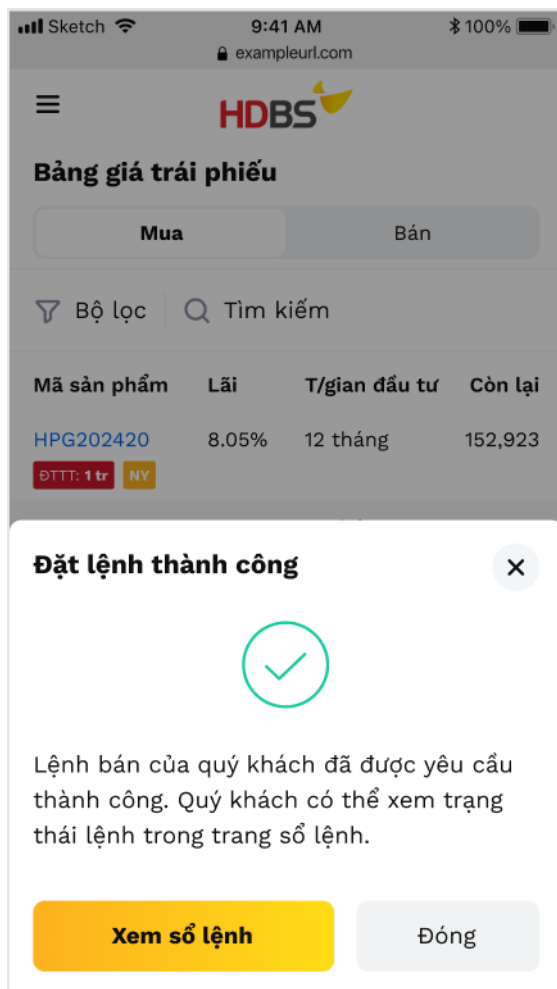 Sketch 9:41 AM 100%
exampleurl.com
HDBS
Bảng giá trái phiếu
Mua Bán
Bộ lọc Tìm kiếm
Mã sản phẩm Lãi T/gian đầu tư Còn lại
HPG202420 8.05% 12 tháng 152,923
ĐTTT: 1 tr NY
Đặt lệnh thành công
Lệnh bán của quý khách đã được yêu cầu
thành công. Quý khách có thể xem trạng
thái lệnh trong trang sổ lệnh.
Xem sổ lệnh Đóng